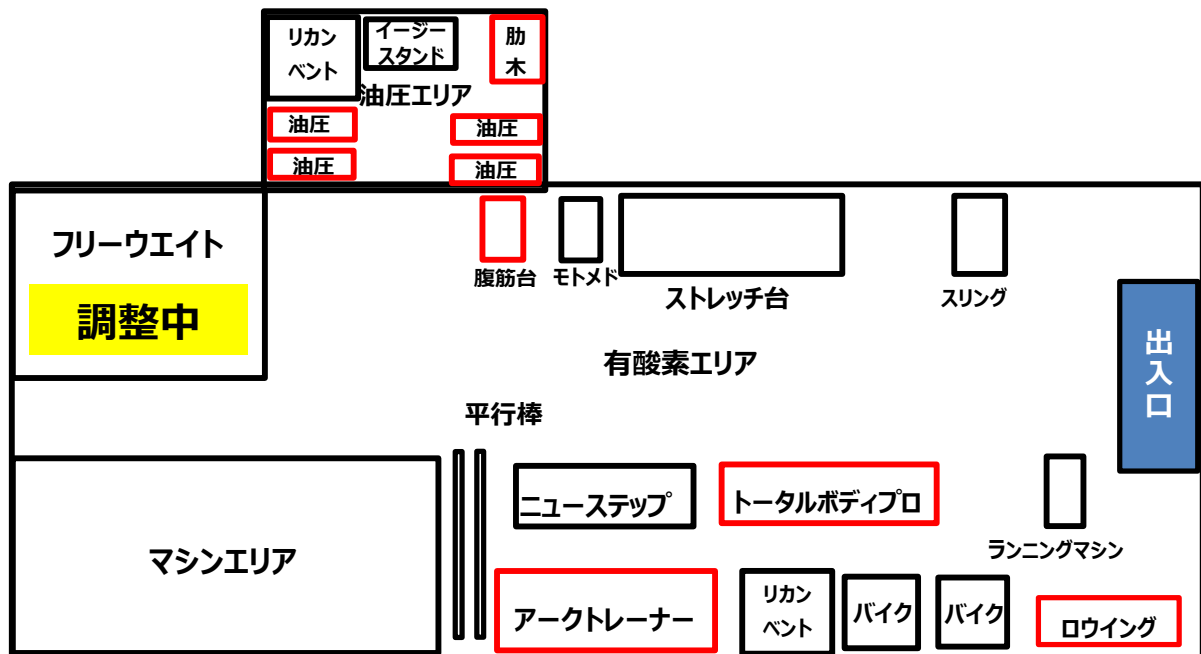 リカン
ベント
イージー
スタンド
肋
木
油圧エリア
油圧
油圧
油圧
油圧
フリーウエイト
調整中
腹筋台
モトメド
ストレッチ台
スリング
有酸素エリア
出
入
口
平行棒
ニューステップ
トータルボディプロ
ランニングマシン
マシンエリア
アークトレーナー
リカン
ベント
バイク
バイク
ロウイング